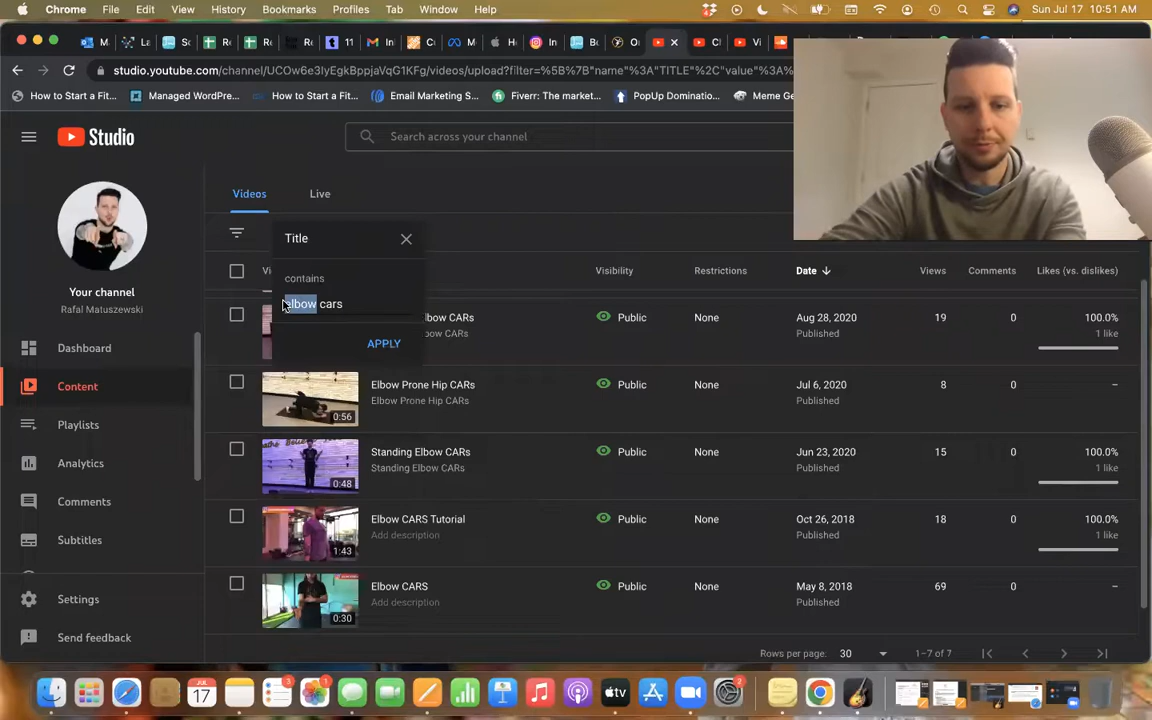 Chrome File Edit View History Bookmarks Profiles Tab Window Help Sun Jul 17 10:51 AM
studio.youtube.com/channel/UCOw6e3IyEgkBppjaVqG1KFg/videos/upload?filter=%5B%7B"name"%3A"TITLE"%2C"value"%3A%
How to Start a Fit... Managed WordPre... How to Start a Fit... Email Marketing S... Fiverr: The market... PopUp Dominatio... Meme Ge
Studio
Search across your channel
Your channel
Rafal Matuszewski
Dashboard
Content
Playlists
Analytics
Comments
Subtitles
Settings
Send feedback
Videos Live
Title
contains
elbow cars
APPLY
Visibility Restrictions Date Views Comments Likes (vs. dislikes)
lbow CARs Public None Aug 28, 2020 19 0 100.0%
bow CARs Published 1 like
0:56 Elbow Prone Hip CARs Public None Jul 6, 2020 8 0 –
Elbow Prone Hip CARs Published
0:48 Standing Elbow CARs Public None Jun 23, 2020 15 0 100.0%
Standing Elbow CARs Published 1 like
1:43 Elbow CARS Tutorial Public None Oct 26, 2018 18 0 100.0%
Add description Published 1 like
0:30 Elbow CARS Public None May 8, 2018 69 0 –
Add description Published
Rows per page: 30 1–7 of 7
JUL
17
tv